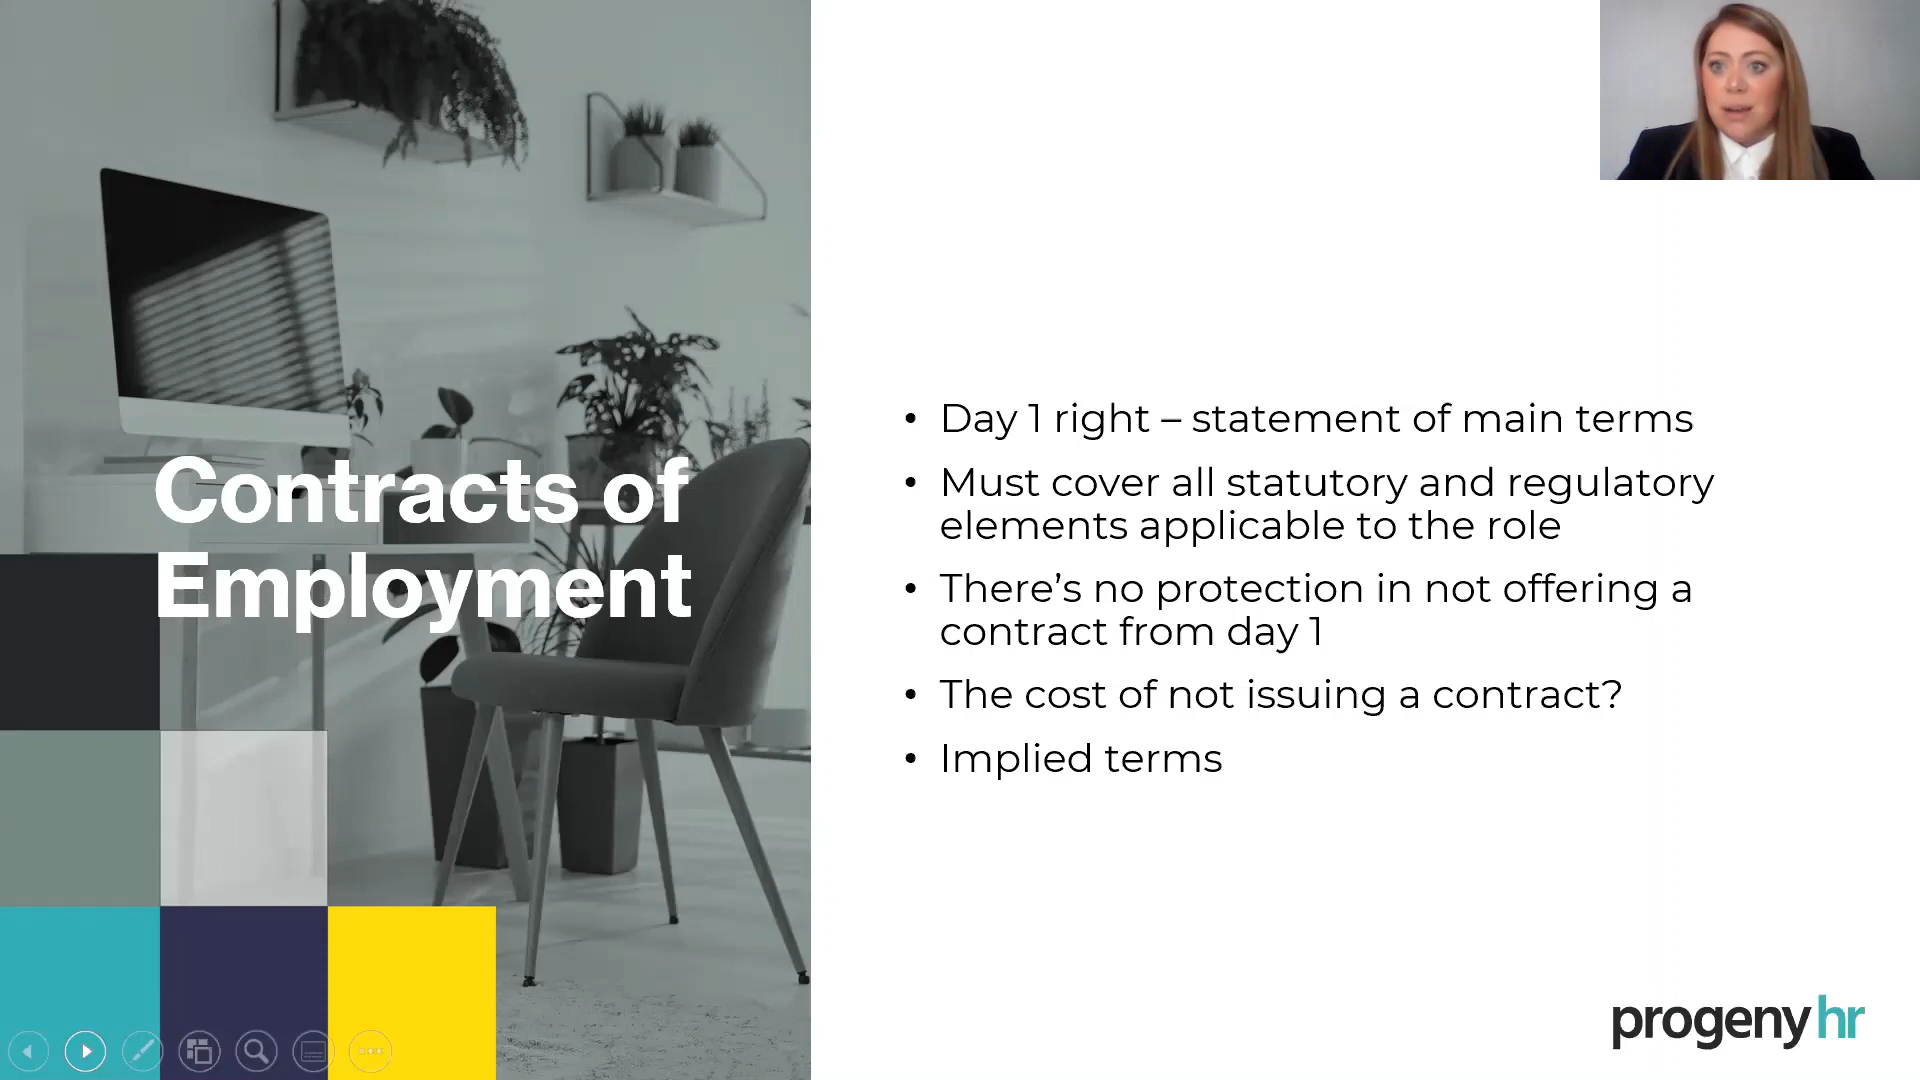 Contracts of
Employment
• Day 1 right – statement of main terms
• Must cover all statutory and regulatory
elements applicable to the role
• There’s no protection in not offering a
contract from day 1
• The cost of not issuing a contract?
• Implied terms
progeny hr